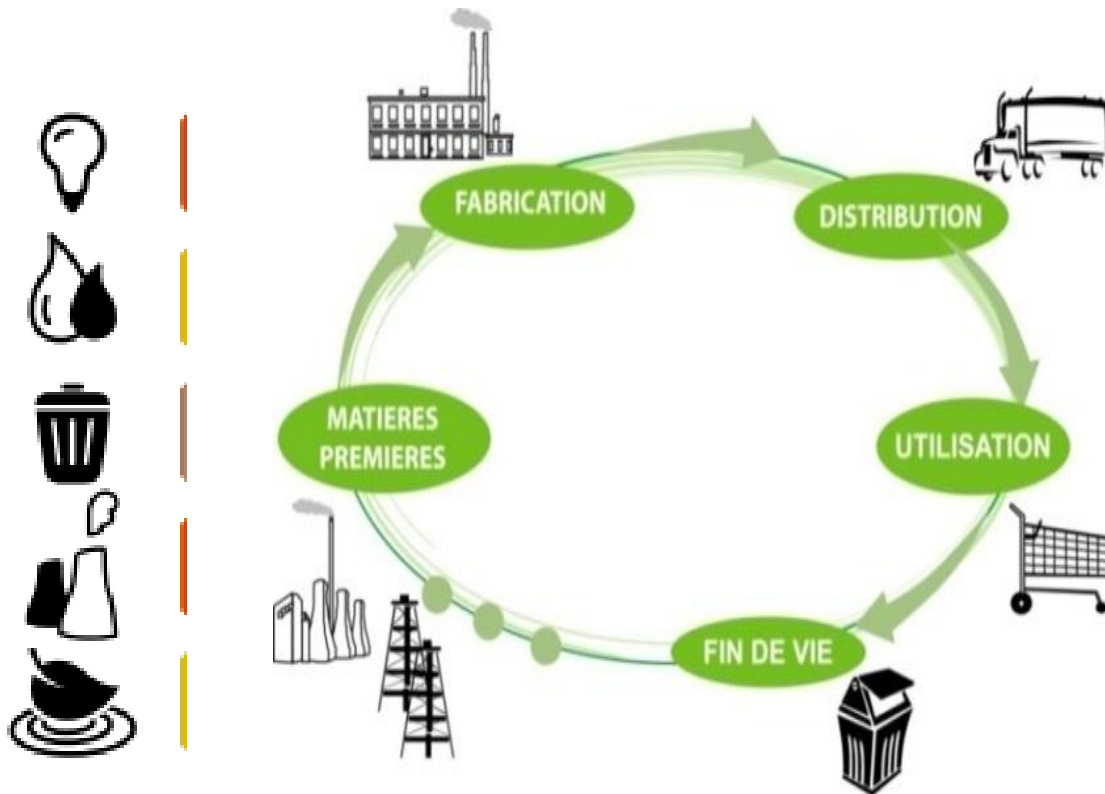 FABRICATION
DISTRIBUTION
MATIERES
PREMIERES
UTILISATION
FIN DE VIE